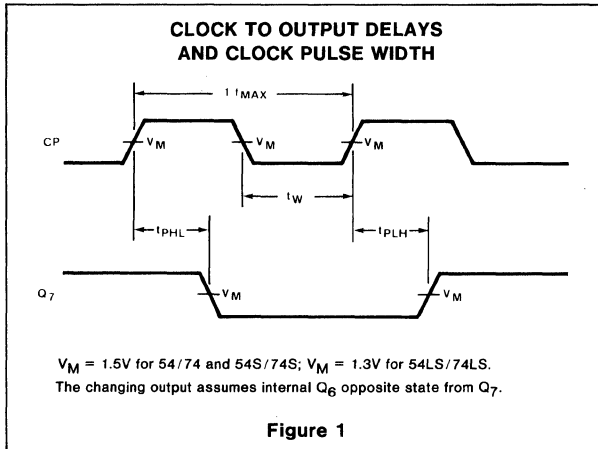 CLOCK TO OUTPUT DELAYS
AND CLOCK PULSE WIDTH
1 fMAX
CP
VM
VM
VM
tW
tPHL
tPLH
Q7
VM
VM
VM = 1.5V for 54/74 and 54S/74S; VM = 1.3V for 54LS/74LS.
The changing output assumes internal Q6 opposite state from Q7.
Figure 1